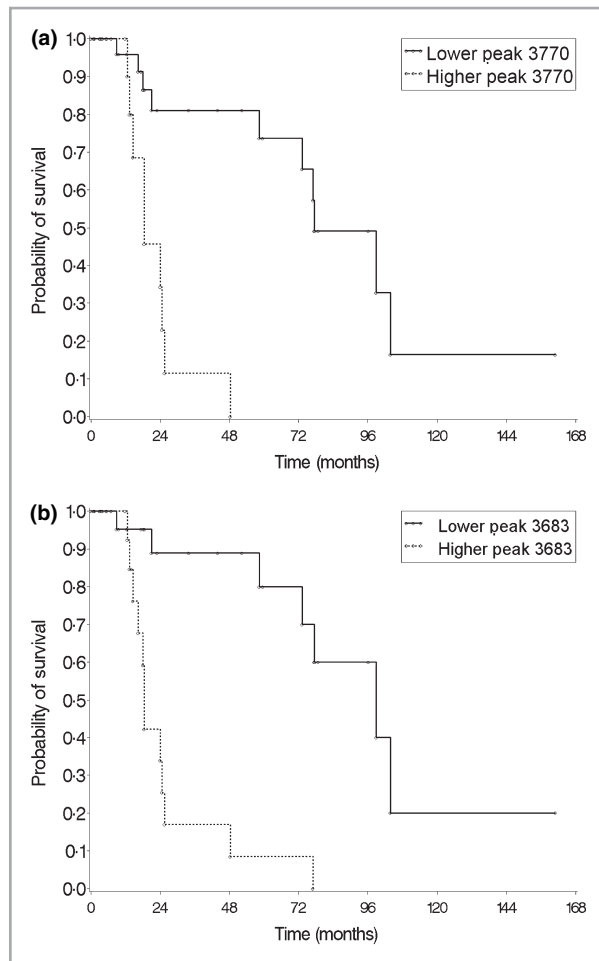 (a)
Lower peak 3770
Higher peak 3770
Probability of survival
1·0
0·9
0·8
0·7
0·6
0·5
0·4
0·3
0·2
0·1
0·0
0 24 48 72 96 120 144 168
Time (months)
(b)
Lower peak 3683
Higher peak 3683
Probability of survival
1·0
0·9
0·8
0·7
0·6
0·5
0·4
0·3
0·2
0·1
0·0
0 24 48 72 96 120 144 168
Time (months)